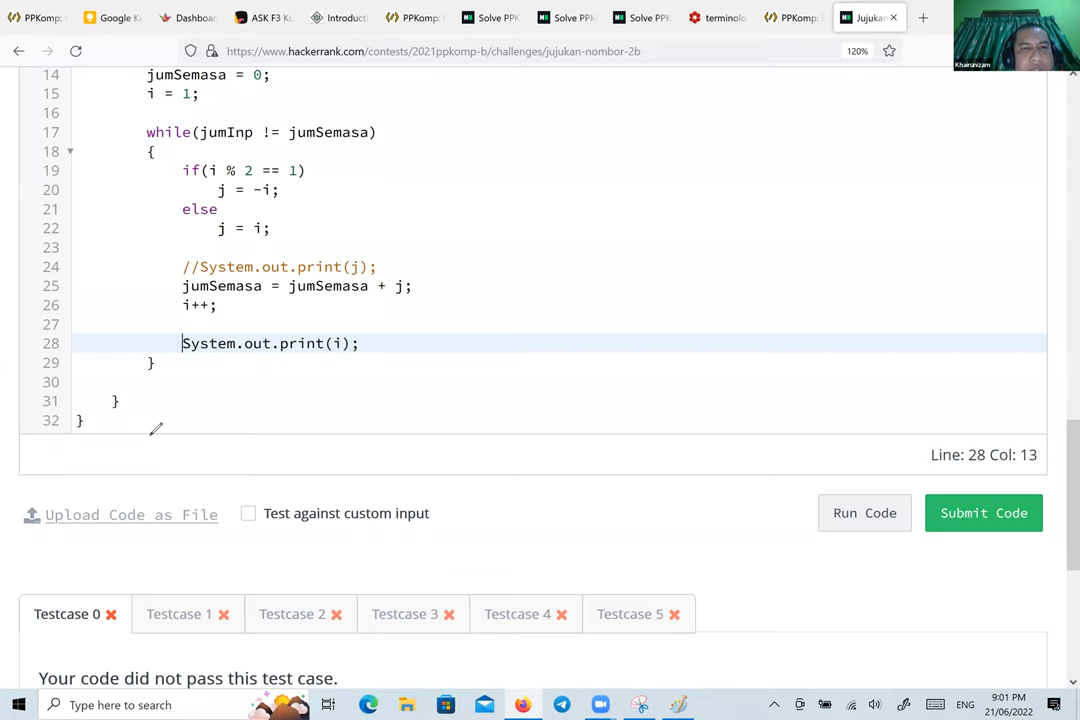 PPKomp:
Google K
Dashboar
ASK F3 Ku
Introducti
PPKomp:
Solve PPK
Solve PPK
Solve PPK
terminolo
PPKomp:
Jujukan
https://www.hackerrank.com/contests/2021ppkomp-b/challenges/jujukan-nombor-2b
120%
Khairunizam
14 jumSemasa = 0;
15 i = 1;
16
17 while(jumInp != jumSemasa)
18 {
19 if(i % 2 == 1)
20 j = -i;
21 else
22 j = i;
23
24 //System.out.print(j);
25 jumSemasa = jumSemasa + j;
26 i++;
27
28 System.out.print(i);
29 }
30
31 }
32 }
Line: 28 Col: 13
Upload Code as File
Test against custom input
Run Code
Submit Code
Testcase 0
Testcase 1
Testcase 2
Testcase 3
Testcase 4
Testcase 5
Your code did not pass this test case.
Type here to search
ENG
9:01 PM
21/06/2022